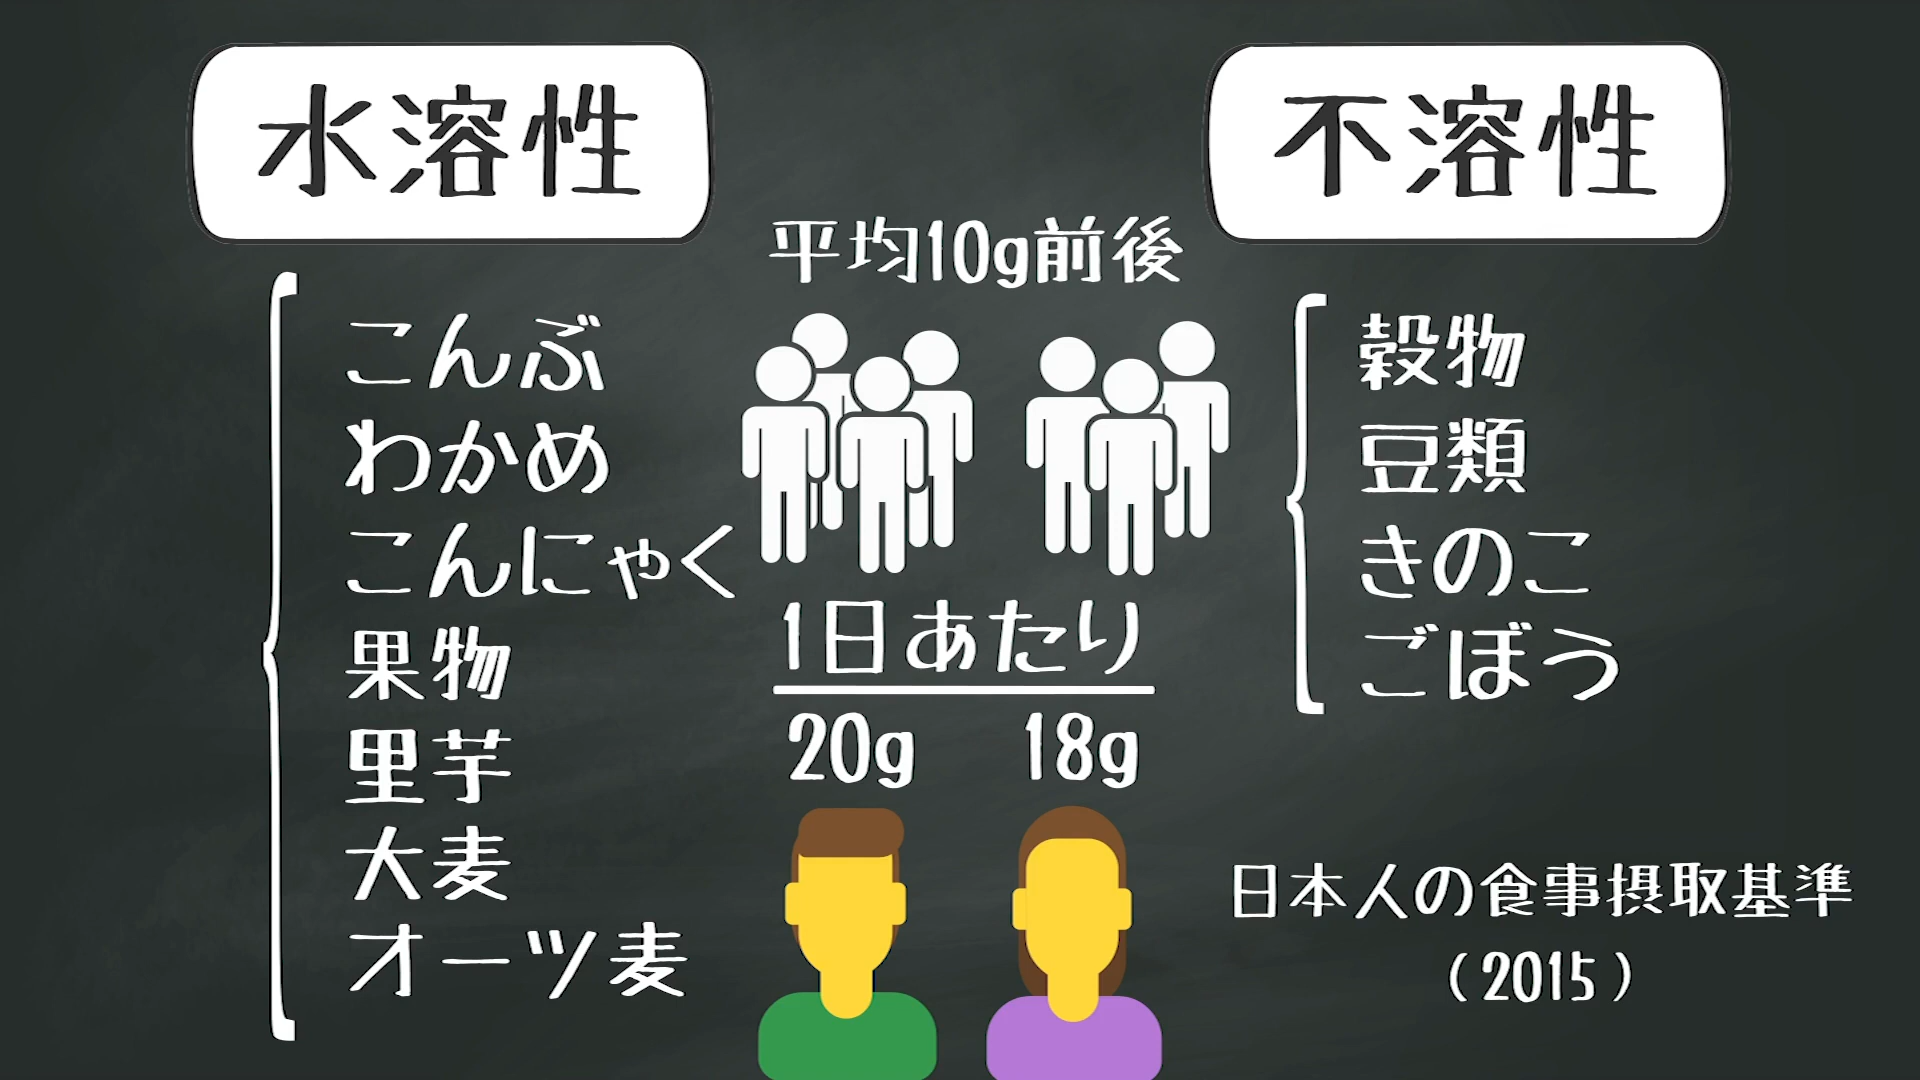 水溶性
こんぶ
わかめ
こんにゃく
果物
里芋
大麦
オーツ麦
平均10g前後
1日あたり
20g 18g
不溶性
穀物
豆類
きのこ
ごぼう
日本人の食事摂取基準
(2015)